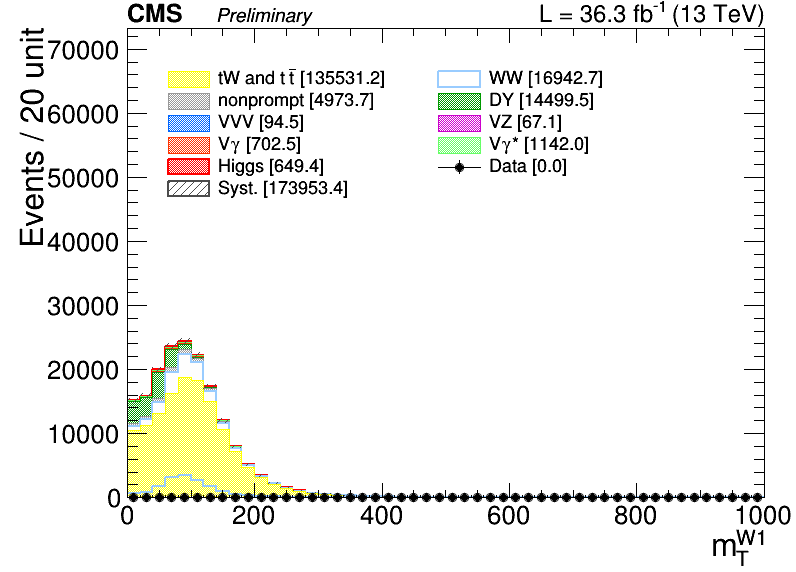 CMS Preliminary L = 36.3 fb⁻¹ (13 TeV)
Events / 20 unit
70000
60000
50000
40000
30000
20000
10000
0
tW and t t̄ [135531.2]
nonprompt [4973.7]
VVV [94.5]
Vγ [702.5]
Higgs [649.4]
Syst. [173953.4]
WW [16942.7]
DY [14499.5]
VZ [67.1]
Vγ* [1142.0]
Data [0.0]
0 200 400 600 800 1000
m_T^W1